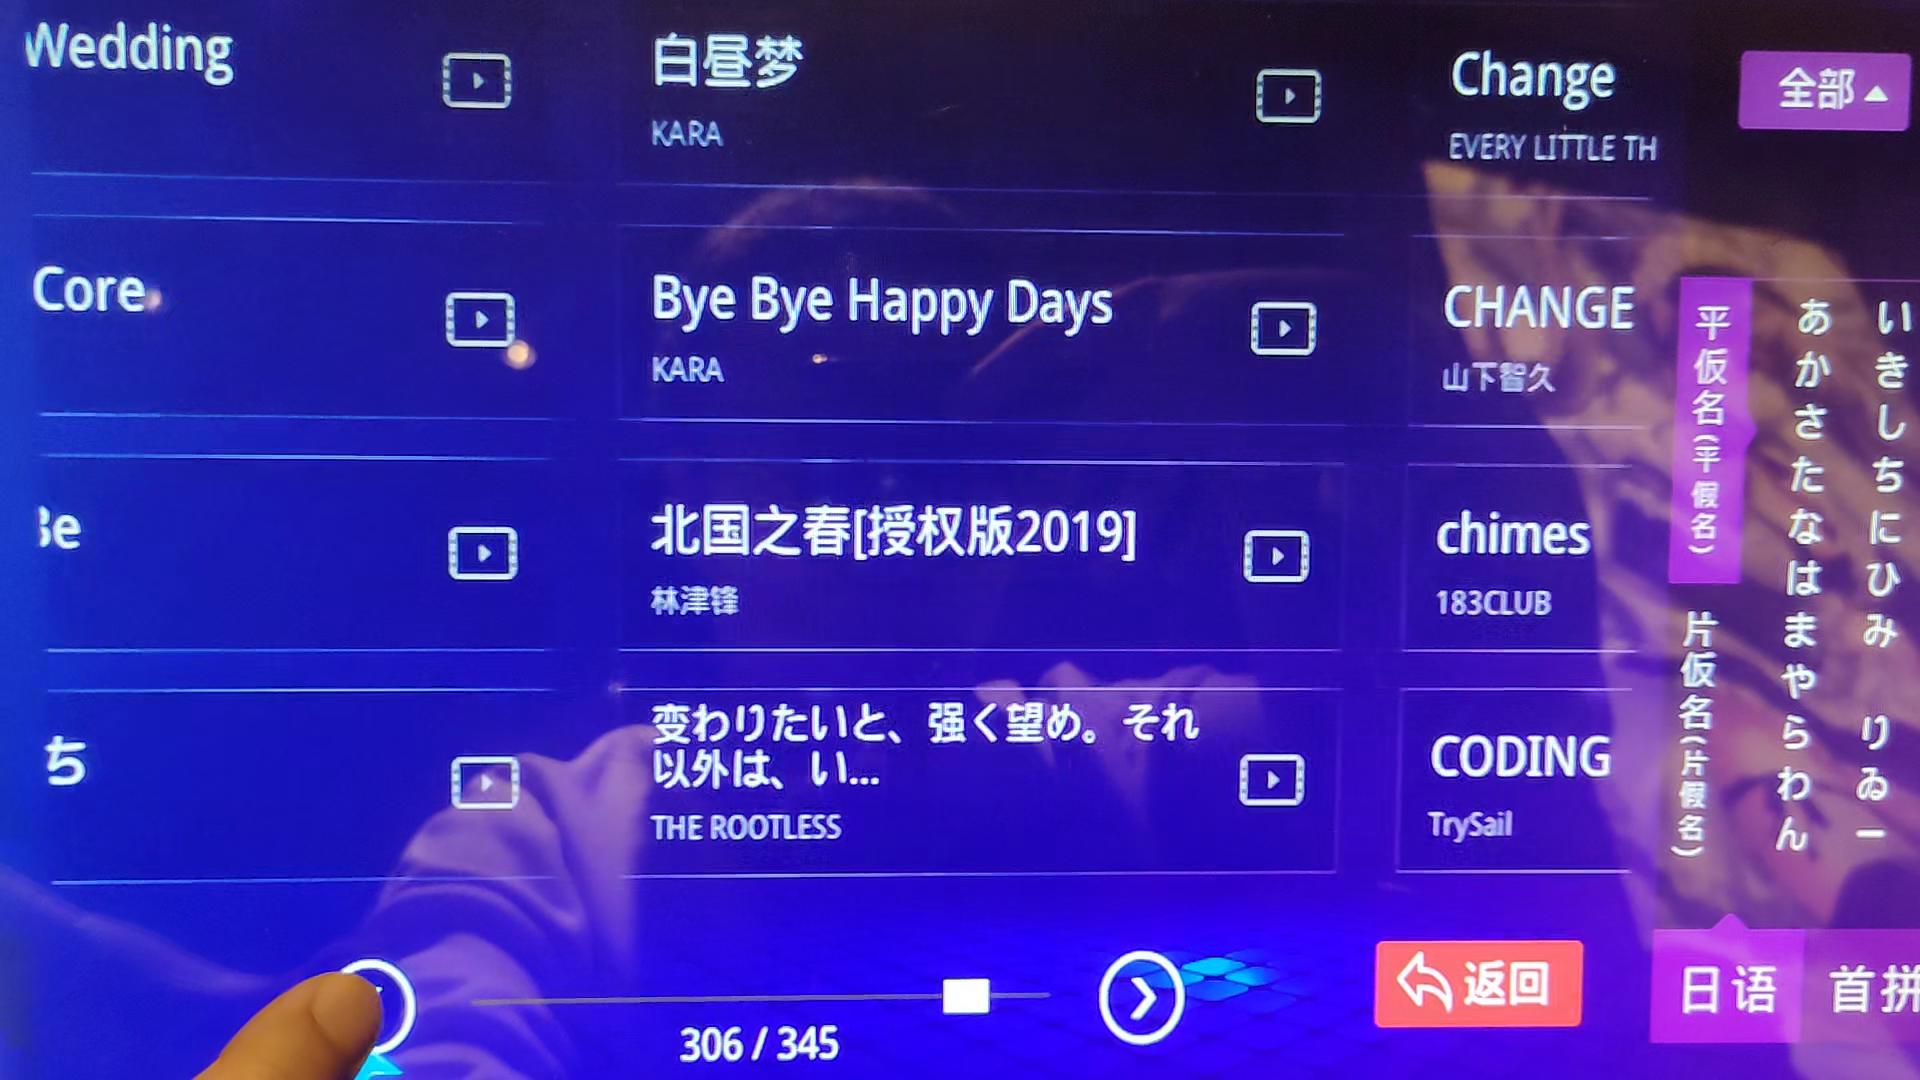 Wedding
白昼梦
KARA
Change
EVERY LITTLE TH
全部
Core
Bye Bye Happy Days
KARA
CHANGE
山下智久
北国之春[授权版2019]
林津锋
chimes
183CLUB
ち
变わりたいと、强く望め。それ
以外は、い...
THE ROOTLESS
CODING
TrySail
平仮名(平假名)
片仮名(片假名)
あかさたなはまやらわん
いきしちにひみ りゐー
306 / 345
返回
日语
首拼